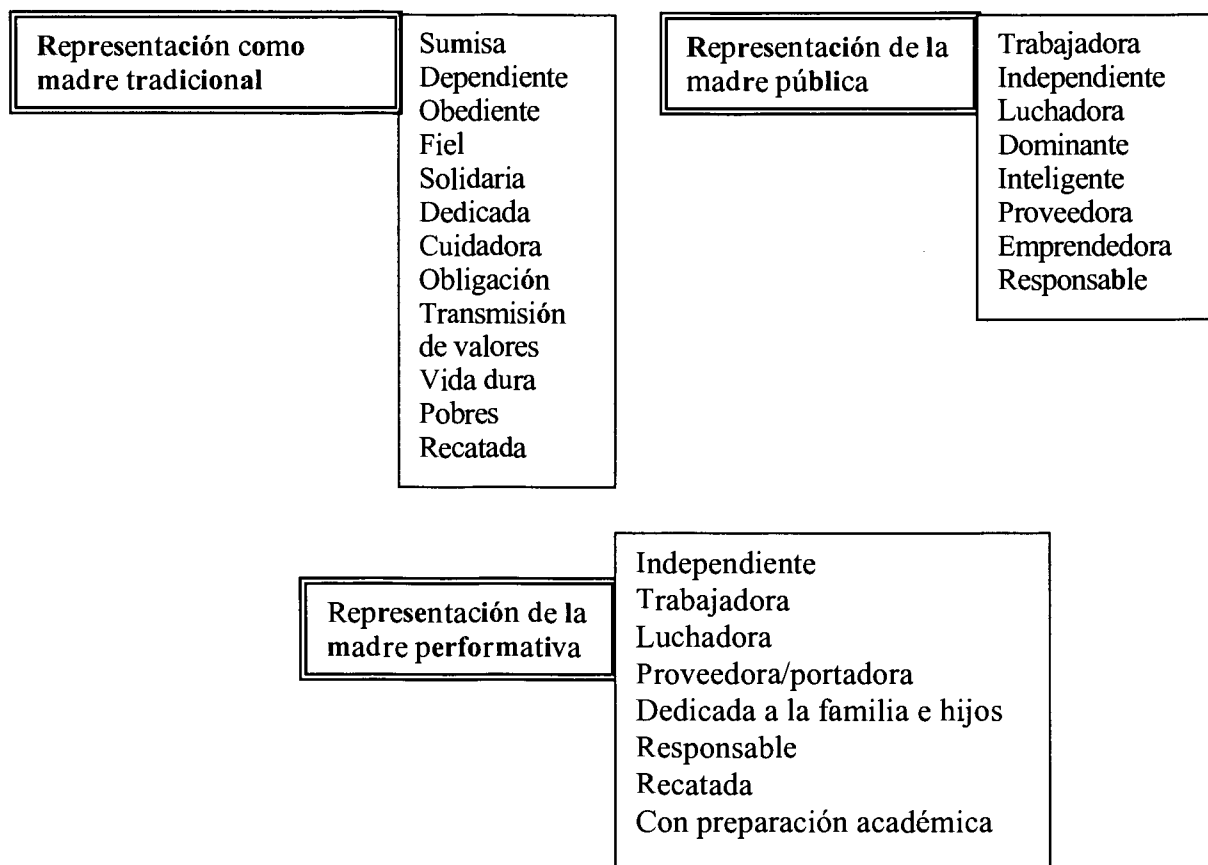 Representación como
madre tradicional
Sumisa
Dependiente
Obediente
Fiel
Solidaria
Dedicada
Cuidadora
Obligación
Transmisión
de valores
Vida dura
Pobres
Recatada
Representación de la
madre pública
Trabajadora
Independiente
Luchadora
Dominante
Inteligente
Proveedora
Emprendedora
Responsable
Representación de la
madre performativa
Independiente
Trabajadora
Luchadora
Proveedora/portadora
Dedicada a la familia e hijos
Responsable
Recatada
Con preparación académica